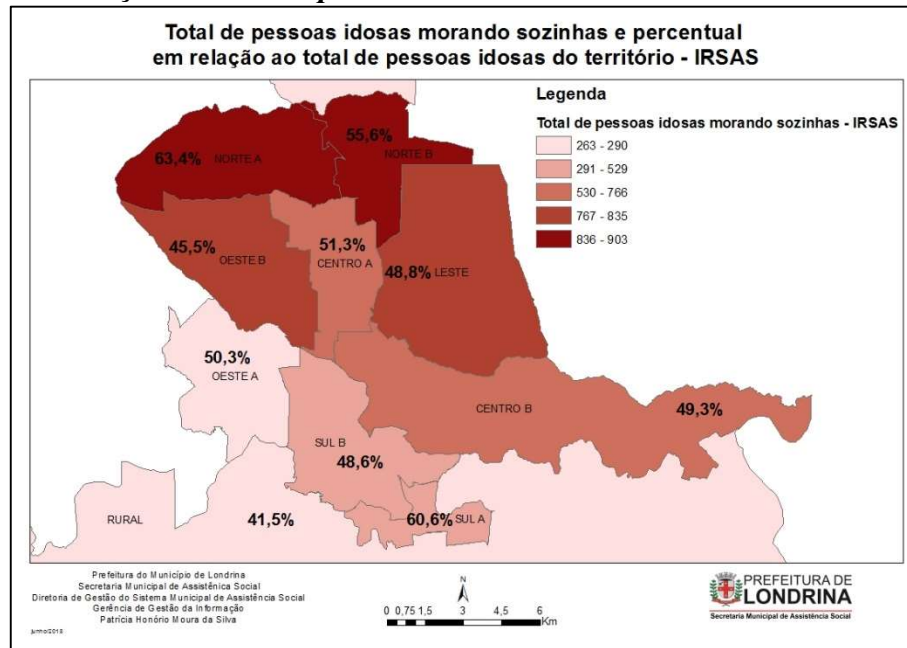 Total de pessoas idosas morando sozinhas e percentual
em relação ao total de pessoas idosas do território - IRSAS
Legenda
Total de pessoas idosas morando sozinhas - IRSAS
263 - 290
291 - 529
530 - 766
767 - 835
836 - 903
55,6%
NORTE B
63,4%
NORTE A
45,5%
OESTE B
51,3%
CENTRO A
48,8%
LESTE
50,3%
OESTE A
CENTRO B
49,3%
SUL B
48,6%
RURAL
41,5%
60,6%
SUL A
Prefeitura do Município de Londrina
Secretaria Municipal de Assistência Social
Diretoria de Gestão do Sistema Municipal de Assistência Social
Gerência de Gestão da Informação
Patrícia Honório Moura da Silva
N
0 0,75 1,5 3 4,5 6
Km
PREFEITURA DE
LONDRINA
Secretaria Municipal de Assistência Social